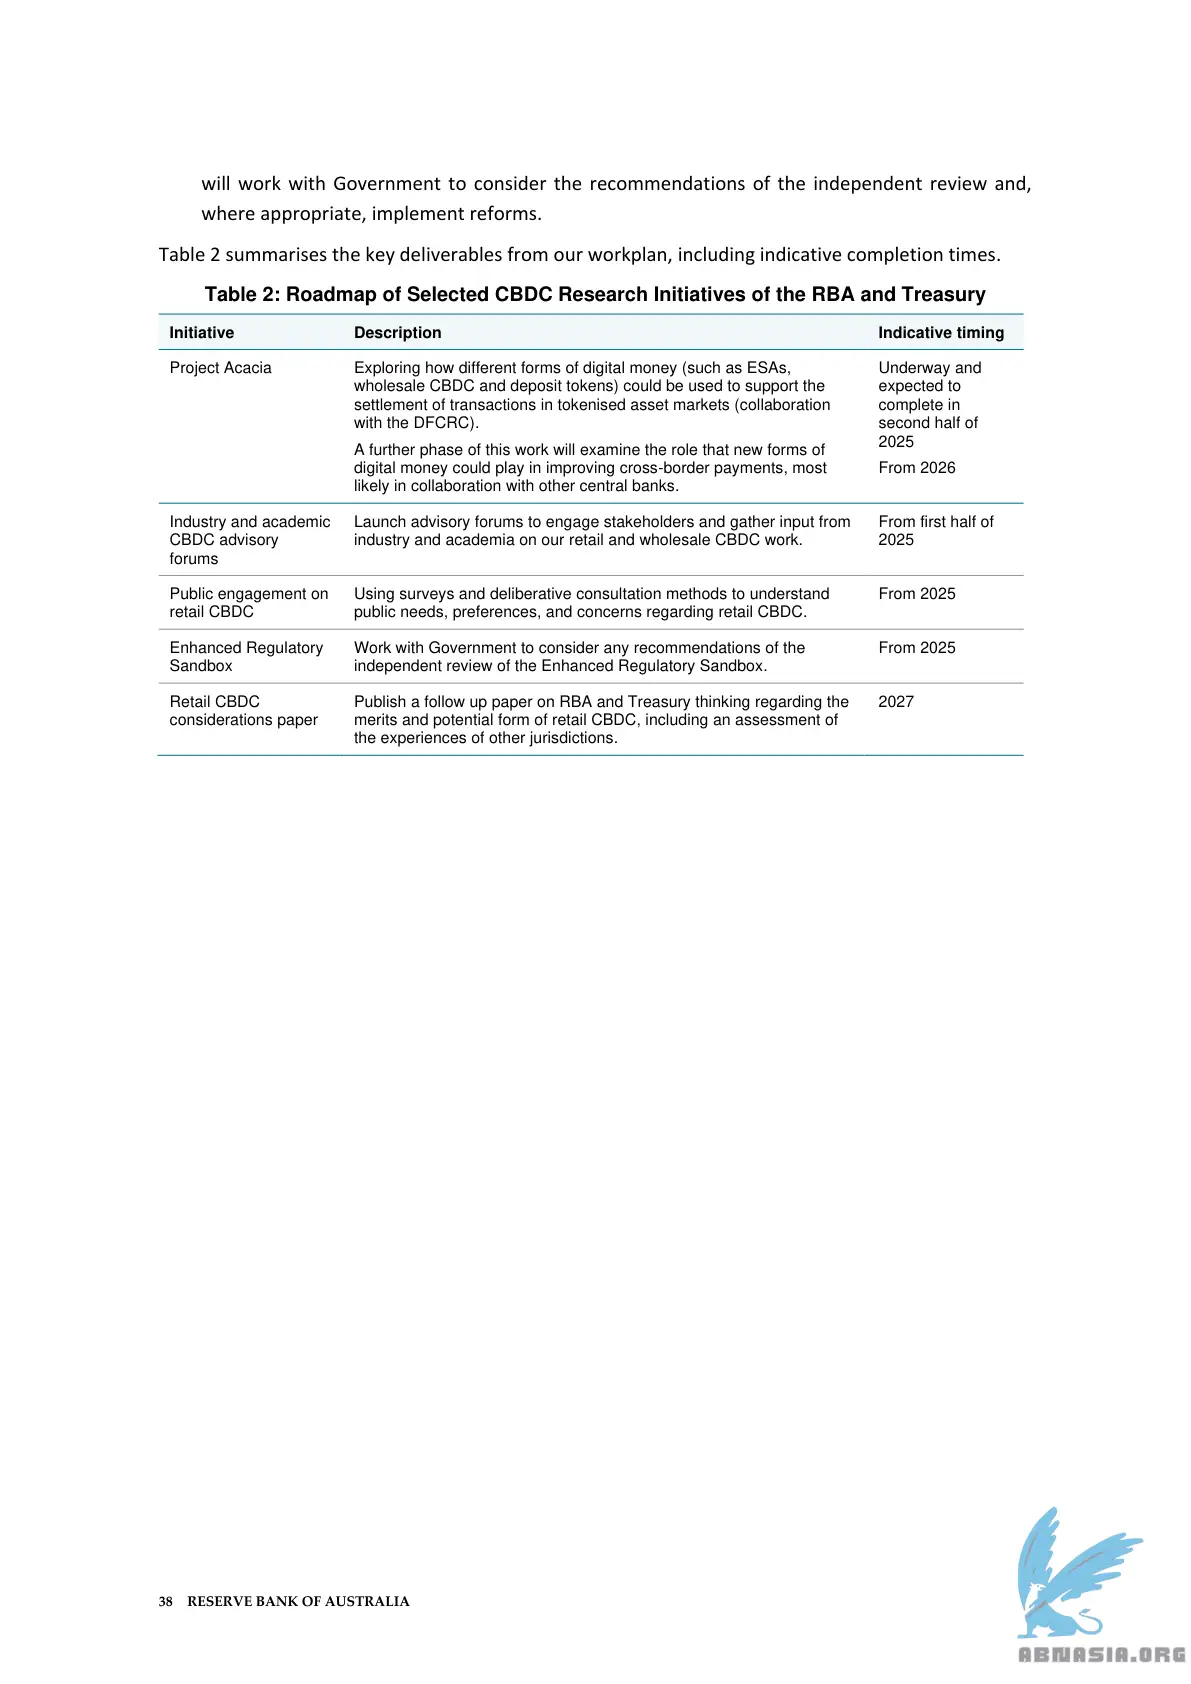 will work with Government to consider the recommendations of the independent review and,
where appropriate, implement reforms.
Table 2 summarises the key deliverables from our workplan, including indicative completion times.
Table 2: Roadmap of Selected CBDC Research Initiatives of the RBA and Treasury
Initiative Description Indicative timing
Project Acacia
Exploring how different forms of digital money (such as ESAs,
wholesale CBDC and deposit tokens) could be used to support the
settlement of transactions in tokenised asset markets (collaboration
with the DFCRC).
A further phase of this work will examine the role that new forms of
digital money could play in improving cross-border payments, most
likely in collaboration with other central banks.
Underway and
expected to
complete in
second half of
2025
From 2026
Industry and academic
CBDC advisory
forums
Launch advisory forums to engage stakeholders and gather input from
industry and academia on our retail and wholesale CBDC work.
From first half of
2025
Public engagement on
retail CBDC
Using surveys and deliberative consultation methods to understand
public needs, preferences, and concerns regarding retail CBDC.
From 2025
Enhanced Regulatory
Sandbox
Work with Government to consider any recommendations of the
independent review of the Enhanced Regulatory Sandbox.
From 2025
Retail CBDC
considerations paper
Publish a follow up paper on RBA and Treasury thinking regarding the
merits and potential form of retail CBDC, including an assessment of
the experiences of other jurisdictions.
2027
38 RESERVE BANK OF AUSTRALIA
ABNASIA.ORG